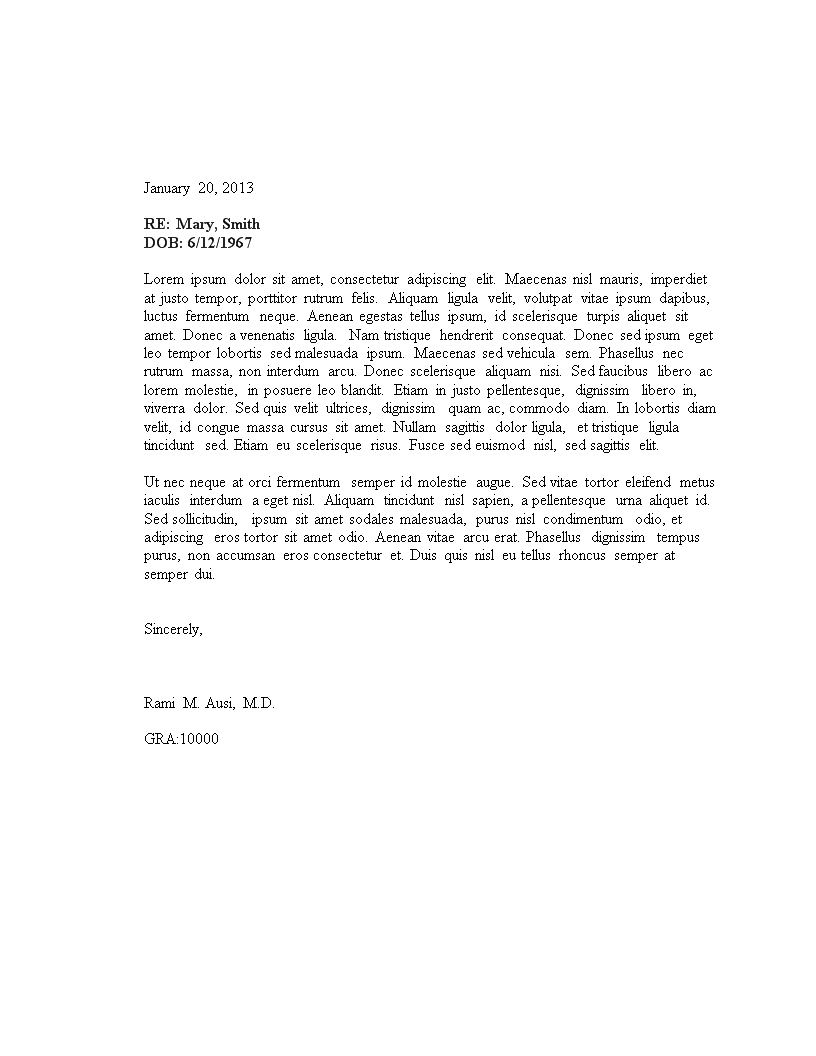 January 20, 2013
RE: Mary, Smith
DOB: 6/12/1967
Lorem ipsum dolor sit amet, consectetur adipiscing elit. Maecenas nisl mauris, imperdiet
at justo tempor, porttitor rutrum felis. Aliquam ligula velit, volutpat vitae ipsum dapibus,
luctus fermentum neque. Aenean egestas tellus ipsum, id scelerisque turpis aliquet sit
amet. Donec a venenatis ligula. Nam tristique hendrerit consequat. Donec sed ipsum eget
leo tempor lobortis sed malesuada ipsum. Maecenas sed vehicula sem. Phasellus nec
rutrum massa, non interdum arcu. Donec scelerisque aliquam nisi. Sed faucibus libero ac
lorem molestie, in posuere leo blandit. Etiam in justo pellentesque, dignissim libero in,
viverra dolor. Sed quis velit ultrices, dignissim quam ac, commodo diam. In lobortis diam
velit, id congue massa cursus sit amet. Nullam sagittis dolor ligula, et tristique ligula
tincidunt sed. Etiam eu scelerisque risus. Fusce sed euismod nisl, sed sagittis elit.
Ut nec neque at orci fermentum semper id molestie augue. Sed vitae tortor eleifend metus
iaculis interdum a eget nisl. Aliquam tincidunt nisl sapien, a pellentesque urna aliquet id.
Sed sollicitudin, ipsum sit amet sodales malesuada, purus nisl condimentum odio, et
adipiscing eros tortor sit amet odio. Aenean vitae arcu erat. Phasellus dignissim tempus
purus, non accumsan eros consectetur et. Duis quis nisl eu tellus rhoncus semper at
semper dui.
Sincerely,
Rami M. Ausi, M.D.
GRA:10000